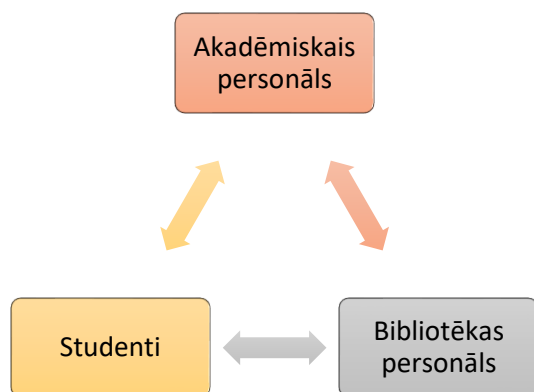 Akadēmiskais
personāls
Studenti
Bibliotēkas
personāls